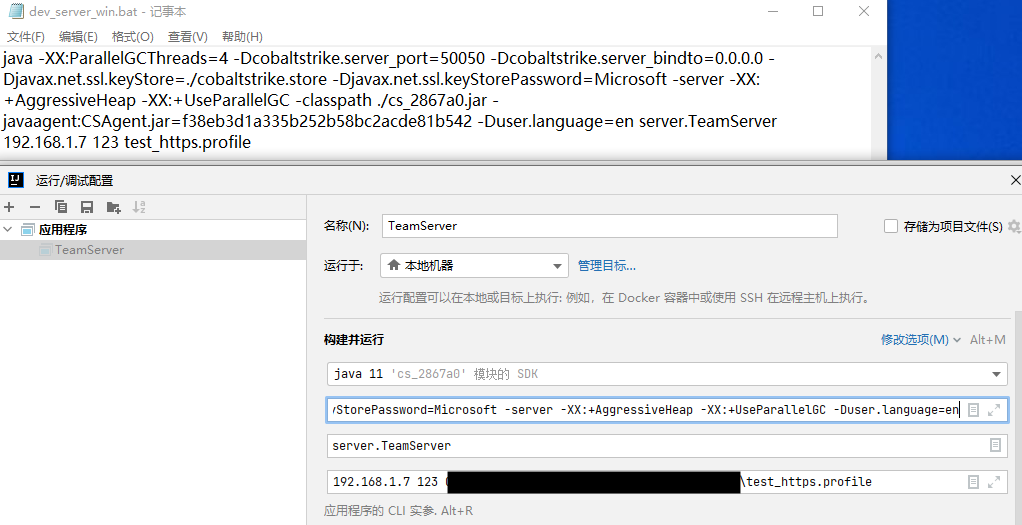 dev_server_win.bat - 记事本
文件(F) 编辑(E) 格式(O) 查看(V) 帮助(H)
java -XX:ParallelGCThreads=4 -Dcobaltstrike.server_port=50050 -Dcobaltstrike.server_bindto=0.0.0.0 -
Djavax.net.ssl.keyStore=./cobaltstrike.store -Djavax.net.ssl.keyStorePassword=Microsoft -server -XX:
+AggressiveHeap -XX:+UseParallelGC -classpath ./cs_2867a0.jar -
javaagent:CSAgent.jar=f38eb3d1a335b252b58bc2acde81b542 -Duser.language=en server.TeamServer
192.168.1.7 123 test_https.profile
运行/调试配置
应用程序
TeamServer
名称(N): TeamServer 存储为项目文件(S)
运行于: 本地机器 管理目标...
运行配置可以在本地或目标上执行: 例如，在 Docker 容器中或使用 SSH 在远程主机上执行。
构建并运行 修改选项(M) Alt+M
java 11 'cs_2867a0' 模块的 SDK
StorePassword=Microsoft -server -XX:+AggressiveHeap -XX:+UseParallelGC -Duser.language=en
server.TeamServer
192.168.1.7 123 \test_https.profile
应用程序的 CLI 实参. Alt+R